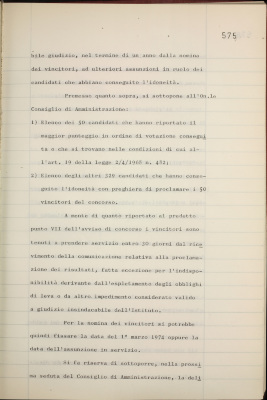 575
bile giudizio, nel termine di un anno dalla nomina
dei vincitori, ad ulteriori assunzioni in ruolo dei
candidati che abbiano conseguito l'idoneità.
Premesso quanto sopra, si sottopone all'On.le
Consiglio di Amministrazione:
1) Elenco dei 50 candidati che hanno riportato il
maggior punteggio in ordine di votazione consegui
ta o che si trovano nelle condizioni di cui al-
l'art. 19 della legge 2/4/1968 n. 482;
2) Elenco degli altri 320 candidati che hanno conse-
guito l'idoneità con preghiera di proclamare i 50
vincitori del concorso.
A mente di quanto riportato al predetto
punto VII dell'avviso di concorso i vincitori sono
tenuti a prendere servizio entro 30 giorni dal rice
vimento della comunicazione relativa alla proclama-
zione dei risultati, fatta eccezione per l'indispo-
nibilità derivante dall'espletamento degli obblighi
di leva o da altro impedimento considerato valido
a giudizio insindacabile dell'Istituto.
Per la nomina dei vincitori si potrebbe
quindi fissare la data del 1° marzo 1974 oppure la
data dell'assunzione in servizio.
Si fa riserva di sottoporre, nella prossi
ma seduta del Consiglio di Amministrazione, la deli